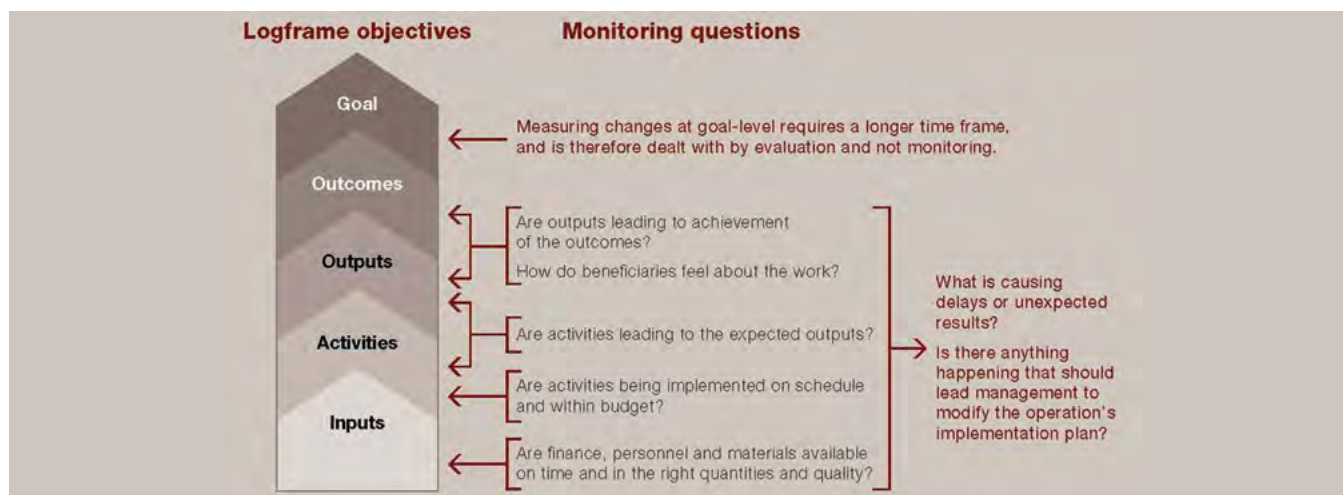 Logframe objectives
Monitoring questions
Goal
Measuring changes at goal-level requires a longer time frame,
and is therefore dealt with by evaluation and not monitoring.
Outcomes
Are outputs leading to achievement
of the outcomes?
How do beneficiaries feel about the work?
Outputs
Are activities leading to the expected outputs?
Activities
Are activities being implemented on schedule
and within budget?
Inputs
Are finance, personnel and materials available
on time and in the right quantities and quality?
What is causing
delays or unexpected
results?
Is there anything
happening that should
lead management to
modify the operation's
implementation plan?